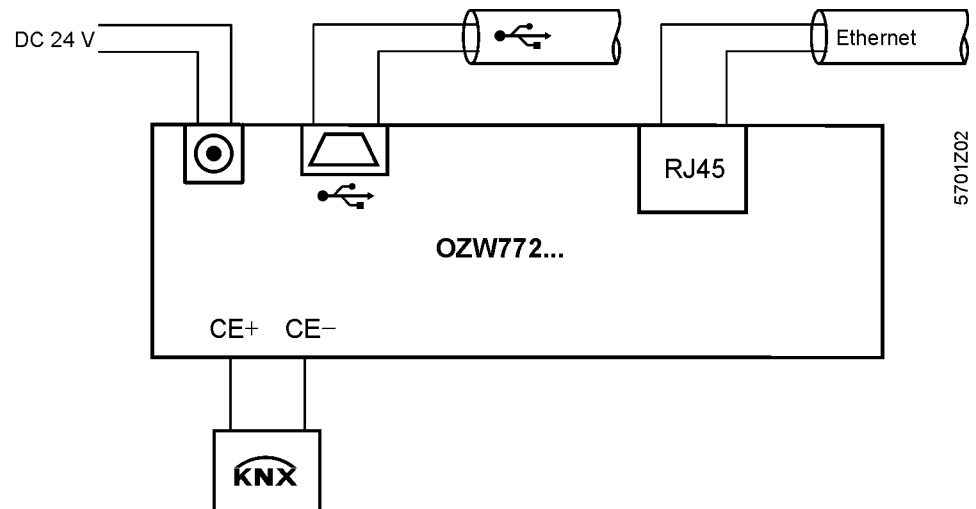 DC 24 V
Ethernet
RJ45
5701Z02
OZW772...
CE+ CE−
KNX